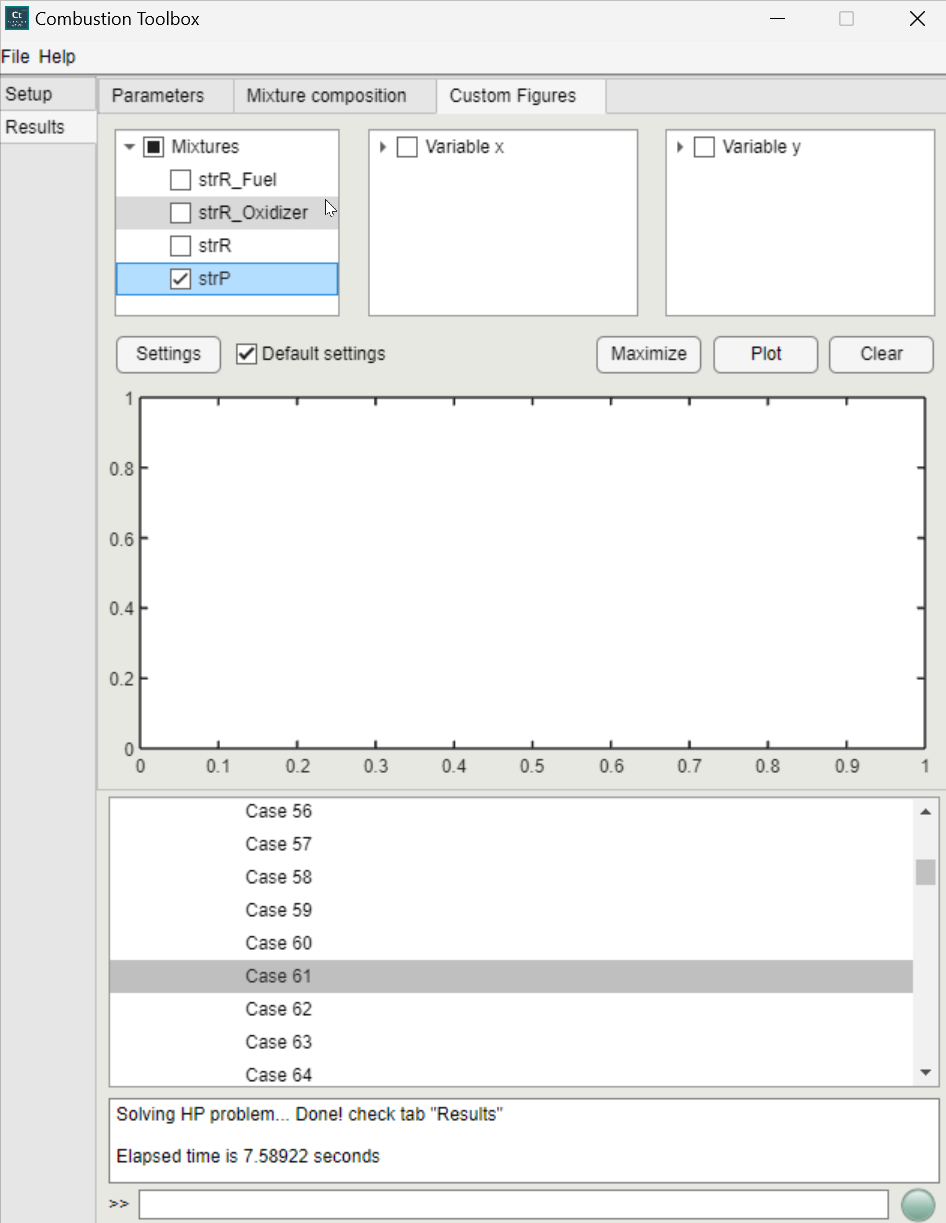 Ct
Combustion Toolbox
File Help
Setup
Results
Parameters Mixture composition Custom Figures
Mixtures
strR_Fuel
strR_Oxidizer
strR
strP
Variable x
Variable y
Settings Default settings Maximize Plot Clear
1
0.8
0.6
0.4
0.2
0
0 0.1 0.2 0.3 0.4 0.5 0.6 0.7 0.8 0.9 1
Case 56
Case 57
Case 58
Case 59
Case 60
Case 61
Case 62
Case 63
Case 64
Solving HP problem... Done! check tab "Results"
Elapsed time is 7.58922 seconds
>>